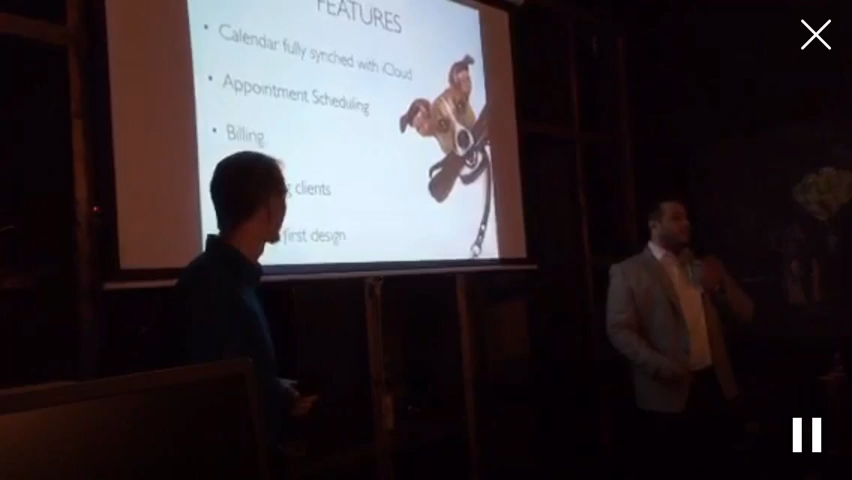 FEATURES
• Calendar fully synched with iCloud
• Appointment Scheduling
• Billing
clients
first design